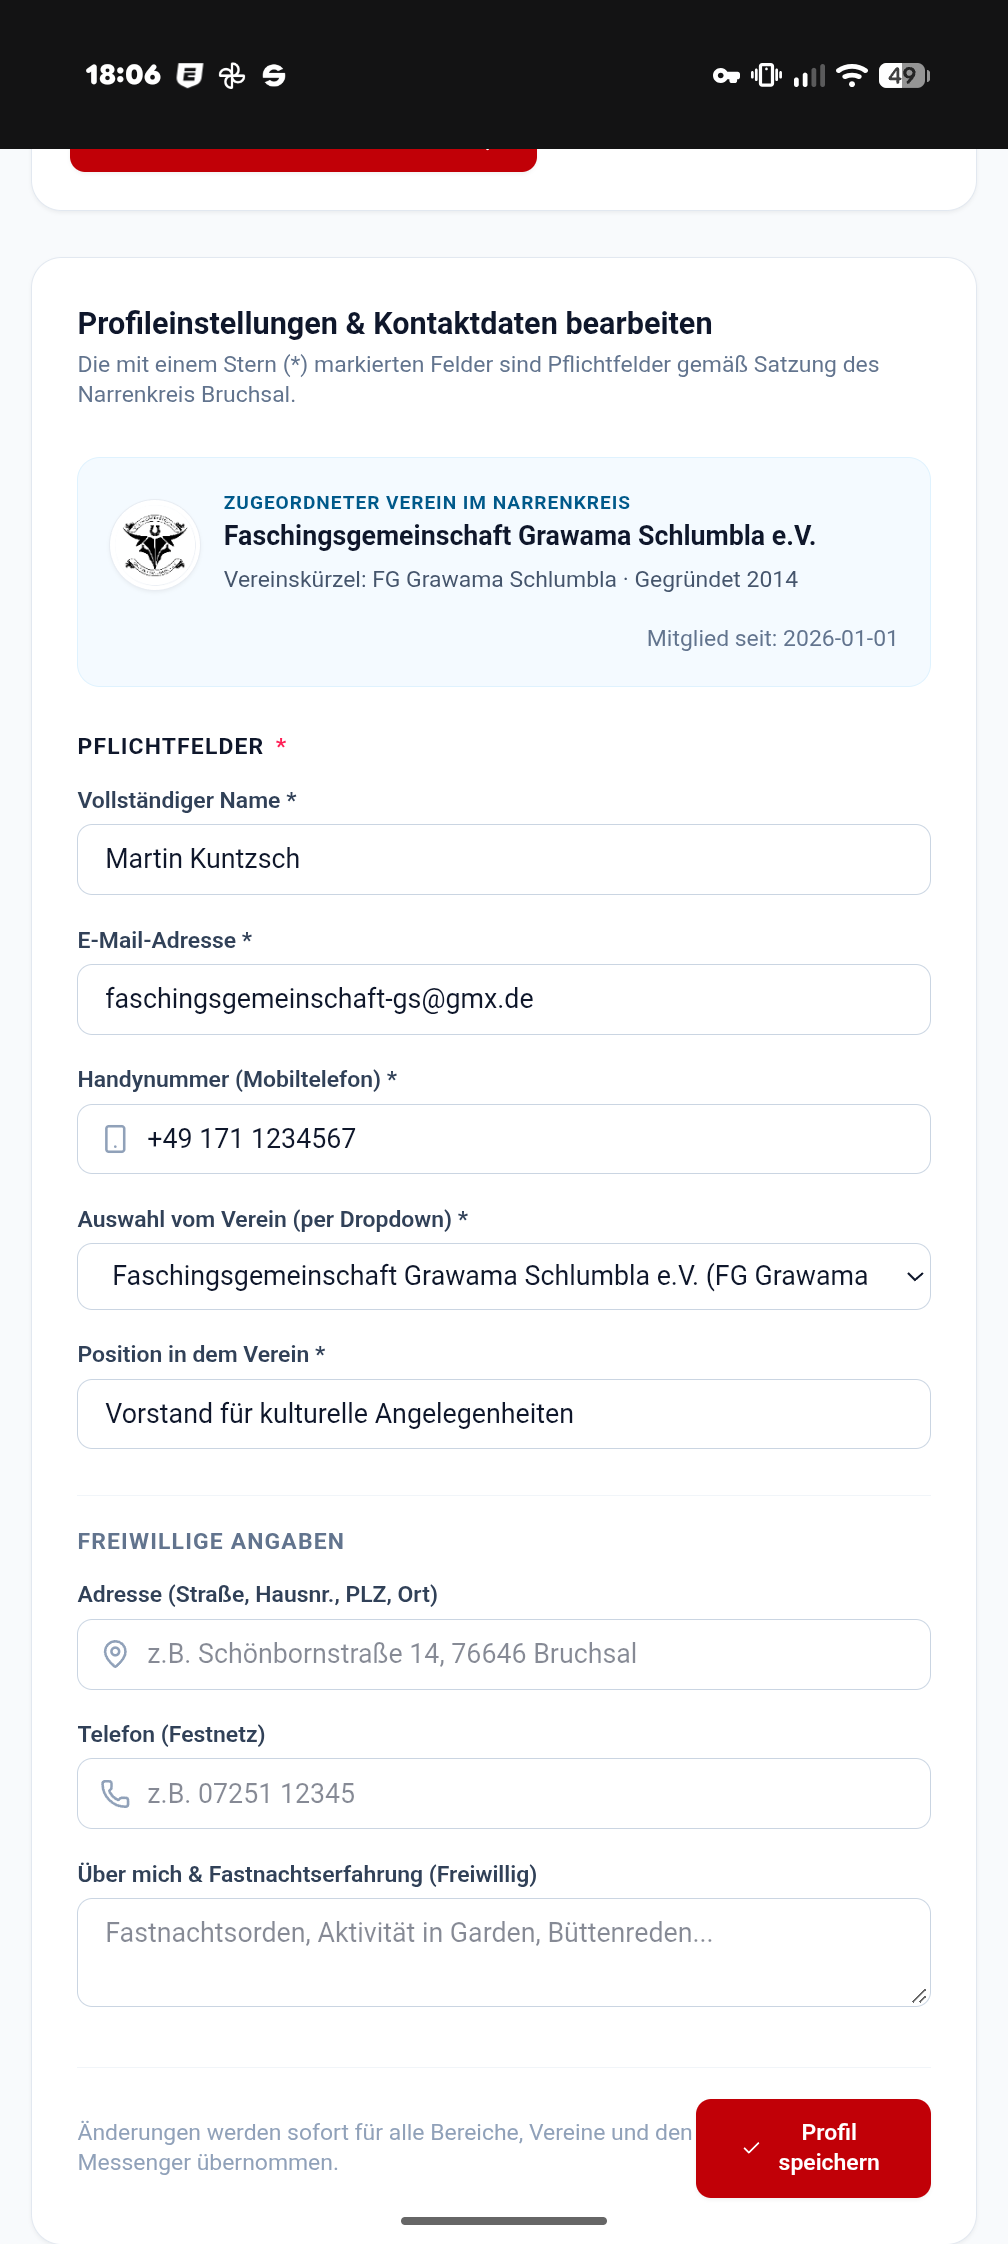 18:06
49
Profileinstellungen & Kontaktdaten bearbeiten
Die mit einem Stern (*) markierten Felder sind Pflichtfelder gemäß Satzung des
Narrenkreis Bruchsal.
ZUGEORDNETER VEREIN IM NARRENKREIS
Faschingsgemeinschaft Grawama Schlumbla e.V.
Vereinskürzel: FG Grawama Schlumbla · Gegründet 2014
Mitglied seit: 2026-01-01
PFLICHTFELDER *
Vollständiger Name *
Martin Kuntzsch
E-Mail-Adresse *
faschingsgemeinschaft-gs@gmx.de
Handynummer (Mobiltelefon) *
+49 171 1234567
Auswahl vom Verein (per Dropdown) *
Faschingsgemeinschaft Grawama Schlumbla e.V. (FG Grawama
Position in dem Verein *
Vorstand für kulturelle Angelegenheiten
FREIWILLIGE ANGABEN
Adresse (Straße, Hausnr., PLZ, Ort)
z.B. Schönbornstraße 14, 76646 Bruchsal
Telefon (Festnetz)
z.B. 07251 12345
Über mich & Fastnachtserfahrung (Freiwillig)
Fastnachtsorden, Aktivität in Garden, Büttenreden...
Änderungen werden sofort für alle Bereiche, Vereine und den
Messenger übernommen.
Profil
speichern